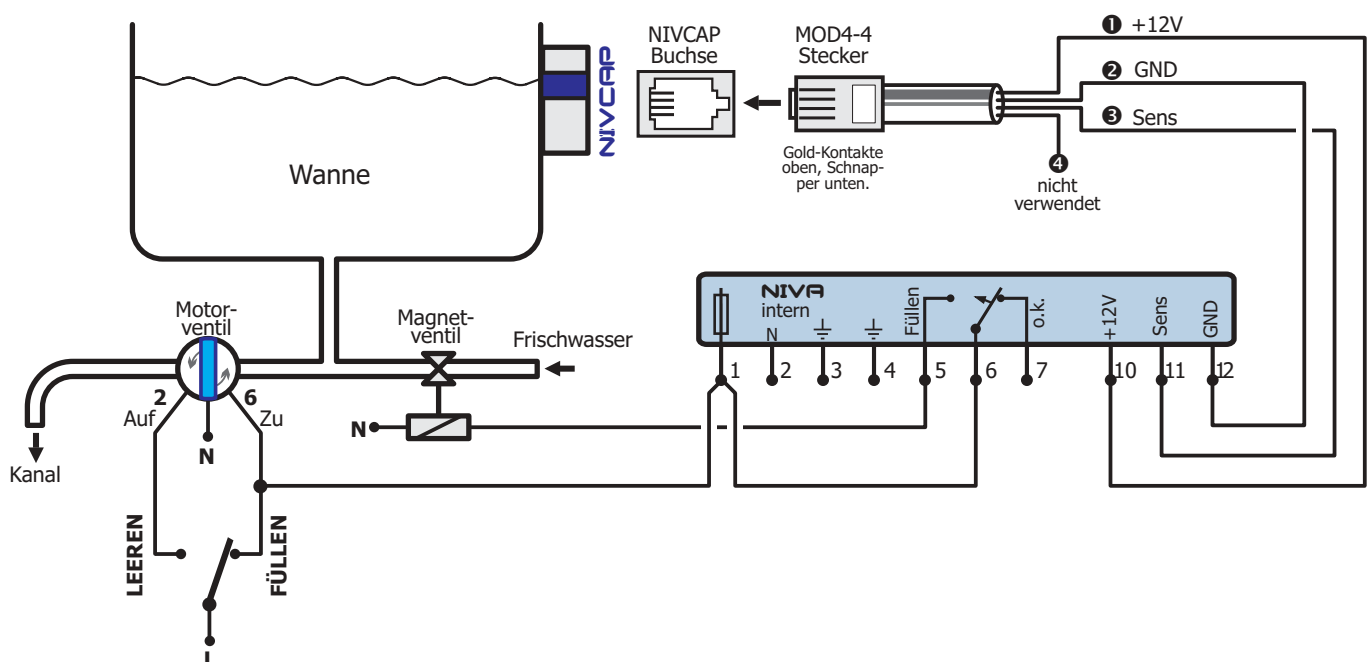 NIVCAP
Buchse
MOD4-4
Stecker
❶ +12V
❷ GND
❸ Sens
❹
nicht
verwendet
Gold-Kontakte
oben, Schnap-
per unten.
NIVCAP
Wanne
Motor-
ventil
Magnet-
ventil
Frischwasser
NIVA
intern
N
Füllen
o.k.
+12V
Sens
GND
1
2
3
4
5
6
7
10
11
12
2
6
Auf
Zu
N
N
Kanal
LEEREN
FÜLLEN
L